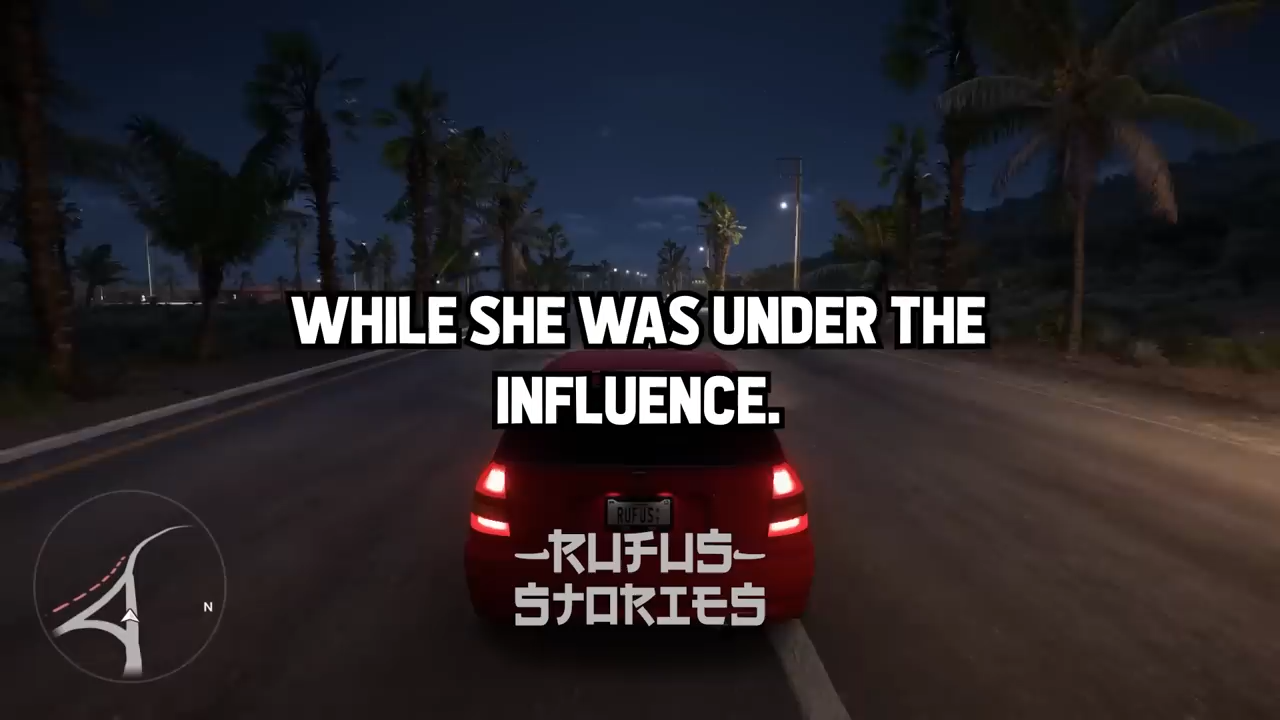 WHILE SHE WAS UNDER THE
INFLUENCE.
RUFUS
-RUFUS-
STORIES
N